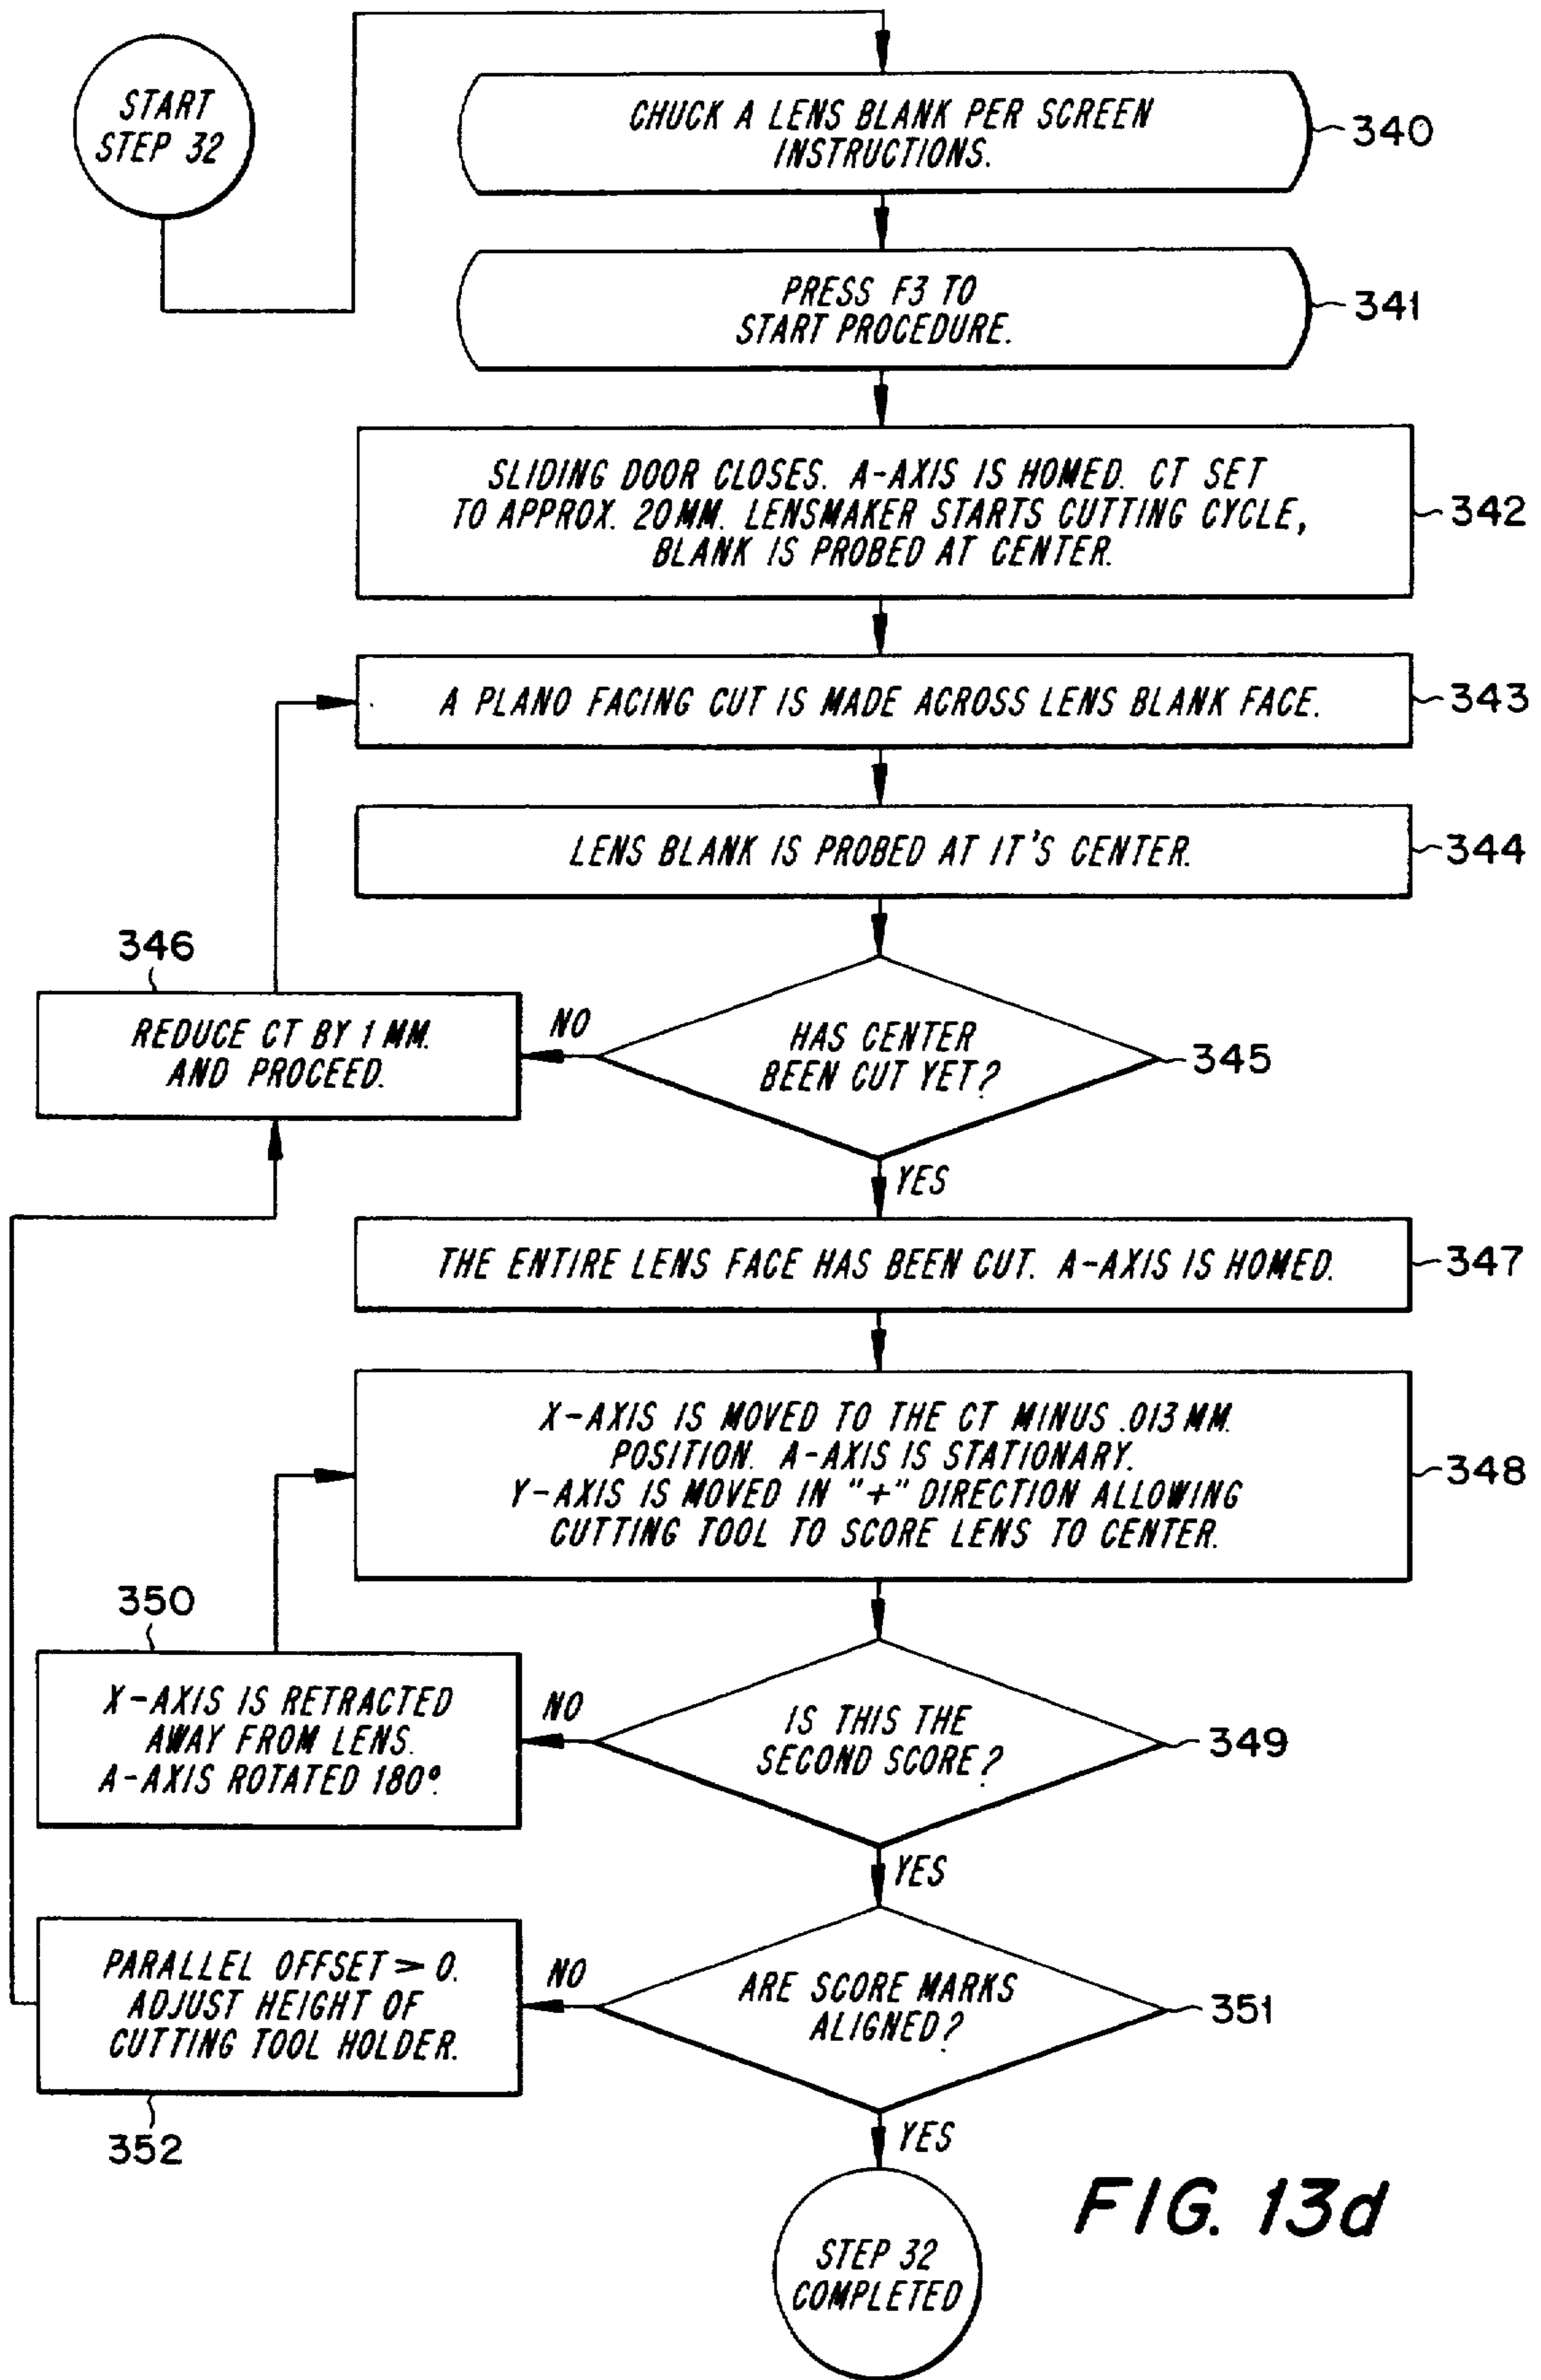 START
STEP 32
CHUCK A LENS BLANK PER SCREEN
INSTRUCTIONS.
340
PRESS F3 TO
START PROCEDURE.
341
SLIDING DOOR CLOSES. A-AXIS IS HOMED. CT SET
TO APPROX. 20MM. LENSMAKER STARTS CUTTING CYCLE,
BLANK IS PROBED AT CENTER.
342
A PLANO FACING CUT IS MADE ACROSS LENS BLANK FACE.
343
LENS BLANK IS PROBED AT IT'S CENTER.
344
346
REDUCE CT BY 1 MM.
AND PROCEED.
NO
HAS CENTER
BEEN CUT YET?
345
YES
THE ENTIRE LENS FACE HAS BEEN CUT. A-AXIS IS HOMED.
347
X-AXIS IS MOVED TO THE CT MINUS .013 MM.
POSITION. A-AXIS IS STATIONARY.
Y-AXIS IS MOVED IN "+" DIRECTION ALLOWING
CUTTING TOOL TO SCORE LENS TO CENTER.
348
350
X-AXIS IS RETRACTED
AWAY FROM LENS.
A-AXIS ROTATED 180°.
NO
IS THIS THE
SECOND SCORE?
349
YES
PARALLEL OFFSET > 0.
ADJUST HEIGHT OF
CUTTING TOOL HOLDER.
352
NO
ARE SCORE MARKS
ALIGNED?
351
YES
STEP 32
COMPLETED
FIG. 13d